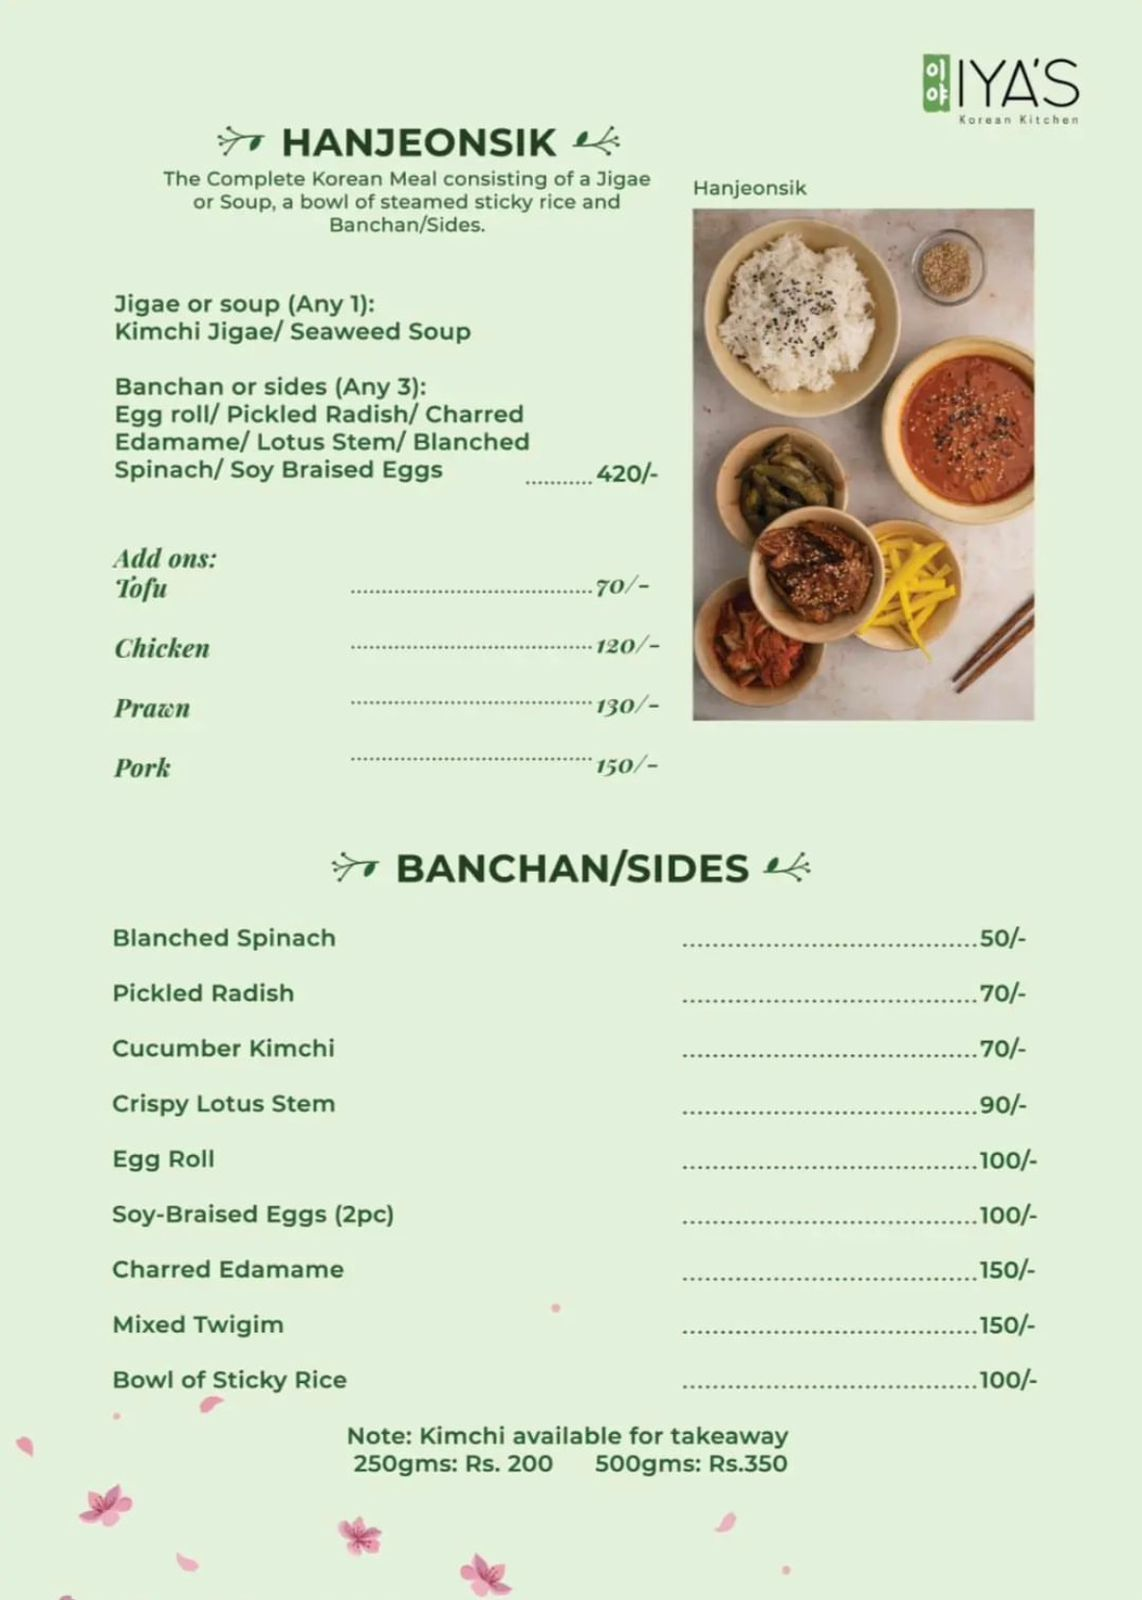 이야 IYA'S
Korean Kitchen
HANJEONSIK
The Complete Korean Meal consisting of a Jigae
or Soup, a bowl of steamed sticky rice and
Banchan/Sides.
Hanjeonsik
Jigae or soup (Any 1):
Kimchi Jigae/ Seaweed Soup
Banchan or sides (Any 3):
Egg roll/ Pickled Radish/ Charred
Edamame/ Lotus Stem/ Blanched
Spinach/ Soy Braised Eggs ...........420/-
Add ons:
Tofu ........................................70/-
Chicken ........................................120/-
Prawn ........................................130/-
Pork ........................................150/-
BANCHAN/SIDES
Blanched Spinach .......................................50/-
Pickled Radish .......................................70/-
Cucumber Kimchi .......................................70/-
Crispy Lotus Stem .......................................90/-
Egg Roll .......................................100/-
Soy-Braised Eggs (2pc) .......................................100/-
Charred Edamame .......................................150/-
Mixed Twigim .......................................150/-
Bowl of Sticky Rice .......................................100/-
Note: Kimchi available for takeaway
250gms: Rs. 200 500gms: Rs.350